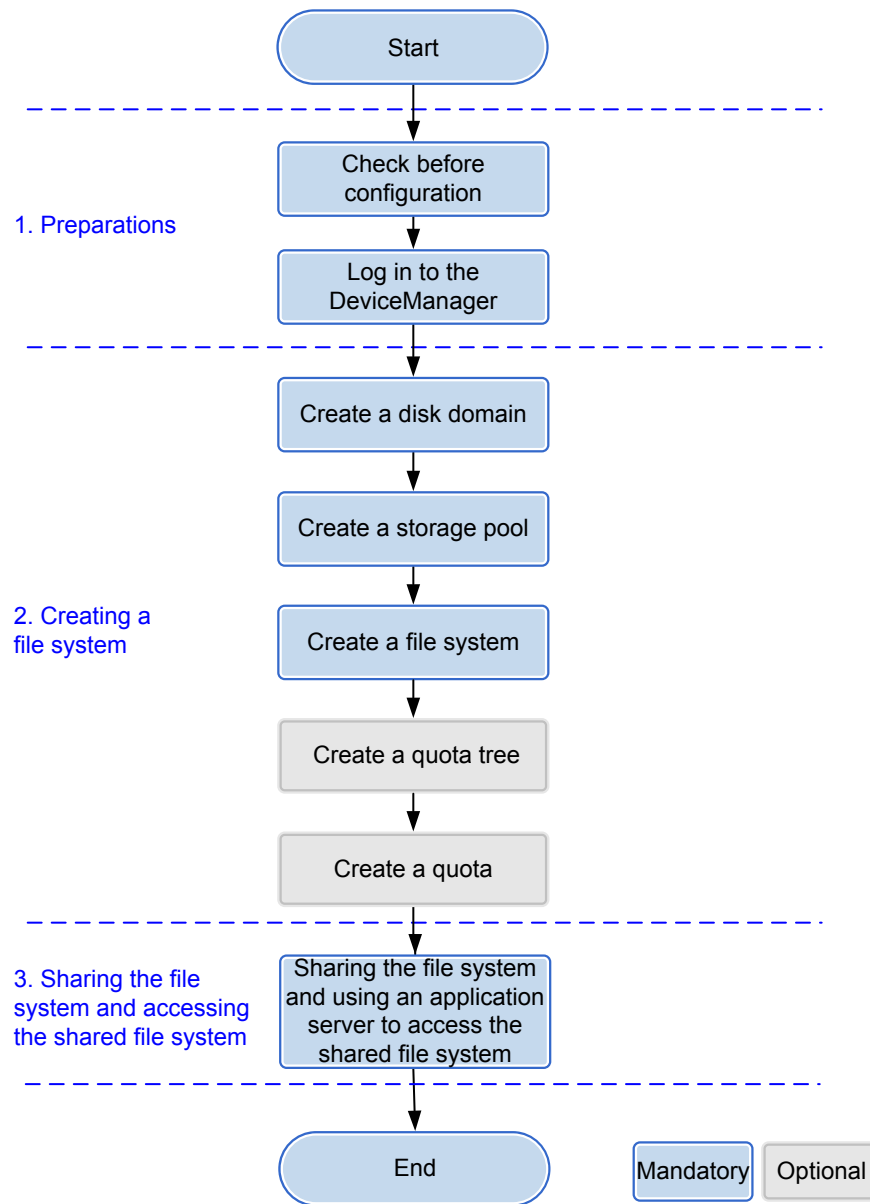 Start
Check before
configuration
1. Preparations
Log in to the
DeviceManager
Create a disk domain
Create a storage pool
2. Creating a
file system
Create a file system
Create a quota tree
Create a quota
3. Sharing the file
system and accessing
the shared file system
Sharing the file system
and using an application
server to access the
shared file system
End
Mandatory
Optional